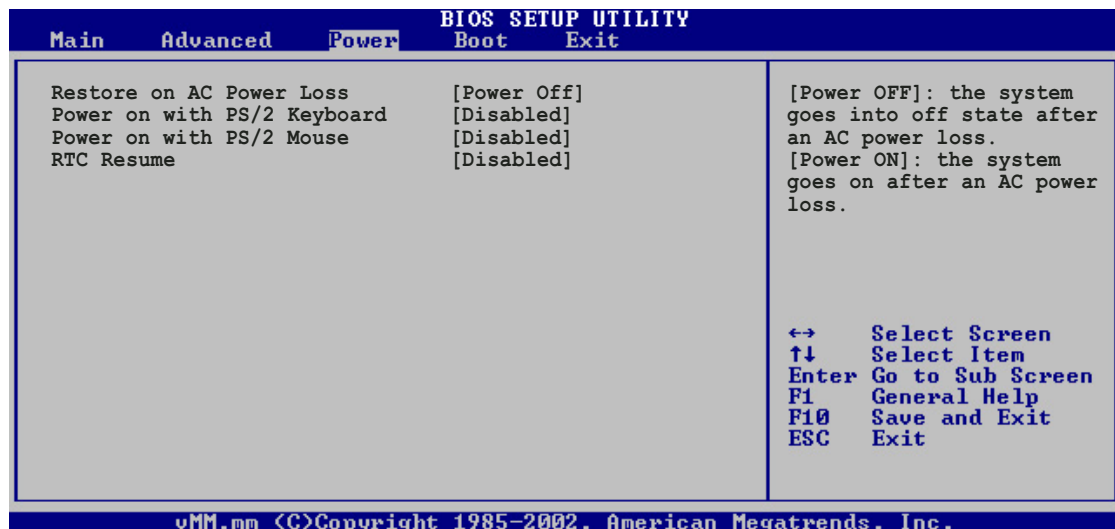 BIOS SETUP UTILITY
Main Advanced Power Boot Exit
Restore on AC Power Loss [Power Off]
Power on with PS/2 Keyboard [Disabled]
Power on with PS/2 Mouse [Disabled]
RTC Resume [Disabled]
[Power OFF]: the system
goes into off state after
an AC power loss.
[Power ON]: the system
goes on after an AC power
loss.
←→ Select Screen
↑↓ Select Item
Enter Go to Sub Screen
F1 General Help
F10 Save and Exit
ESC Exit
vMM.mm (C)Copyright 1985-2002, American Megatrends, Inc.